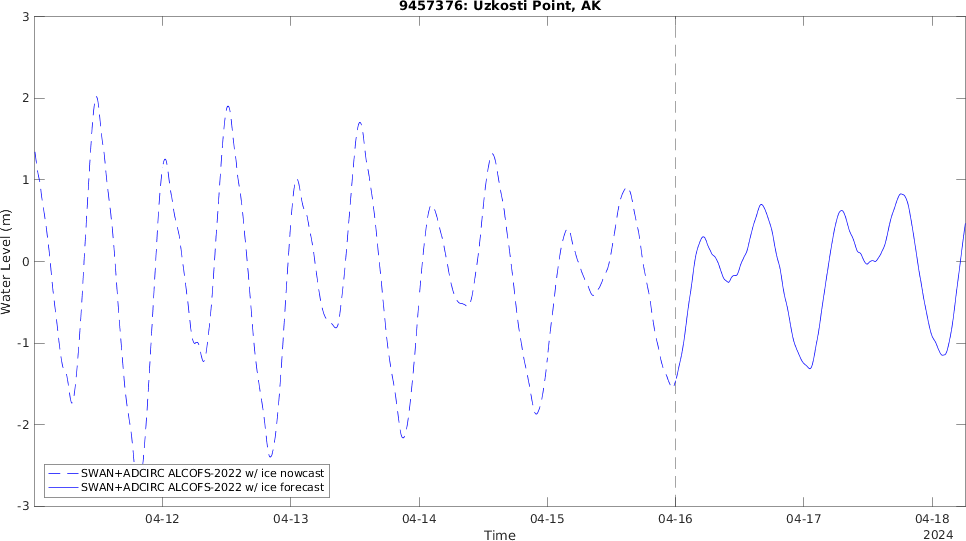 9457376: Uzkosti Point, AK
3
2
1
0
-1
-2
-3
Water Level (m)
SWAN+ADCIRC ALCOFS-2022 w/ ice nowcast
SWAN+ADCIRC ALCOFS-2022 w/ ice forecast
04-12 04-13 04-14 04-15 04-16 04-17 04-18
Time
2024